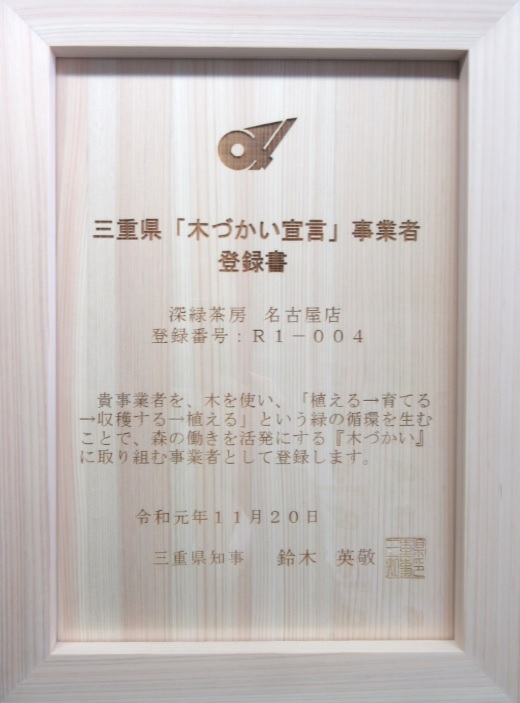 三重県「木づかい宣言」事業者
登録書
深緑茶房 名古屋店
登録番号：Ｒ１－００４
貴事業者を、木を使い、「植える→育てる
→収穫する→植える」という緑の循環を生む
ことで、森の働きを活発にする『木づかい』
に取り組む事業者として登録します。
令和元年１１月２０日
三重県知事 鈴木 英敬